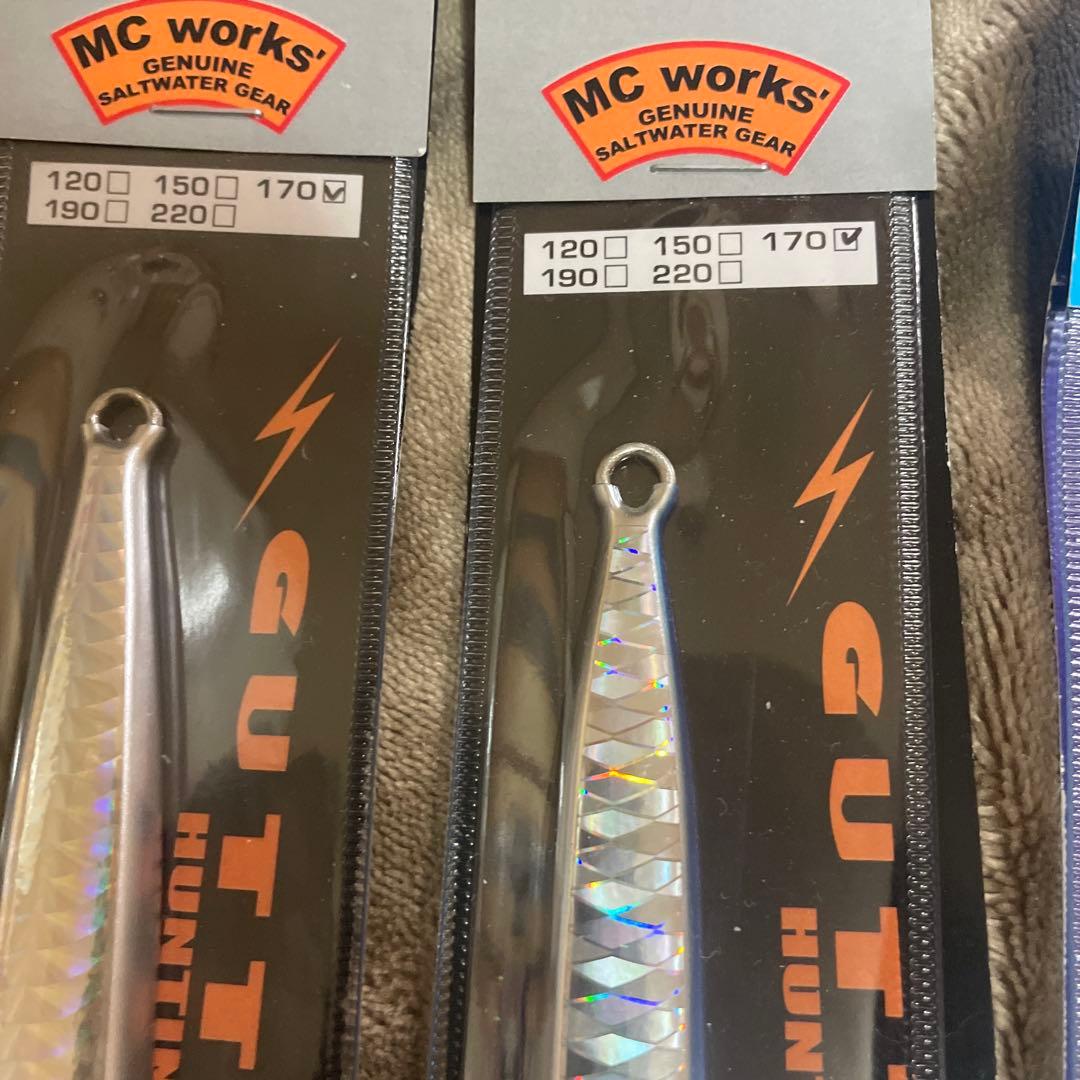 MC works'
GENUINE
SALTWATER GEAR
120☐ 150☐ 170☑
190☐ 220☐
GUTT
HUNTIN
MC works'
GENUINE
SALTWATER GEAR
120☐ 150☐ 170☑
190☐ 220☐
GUT
HUN